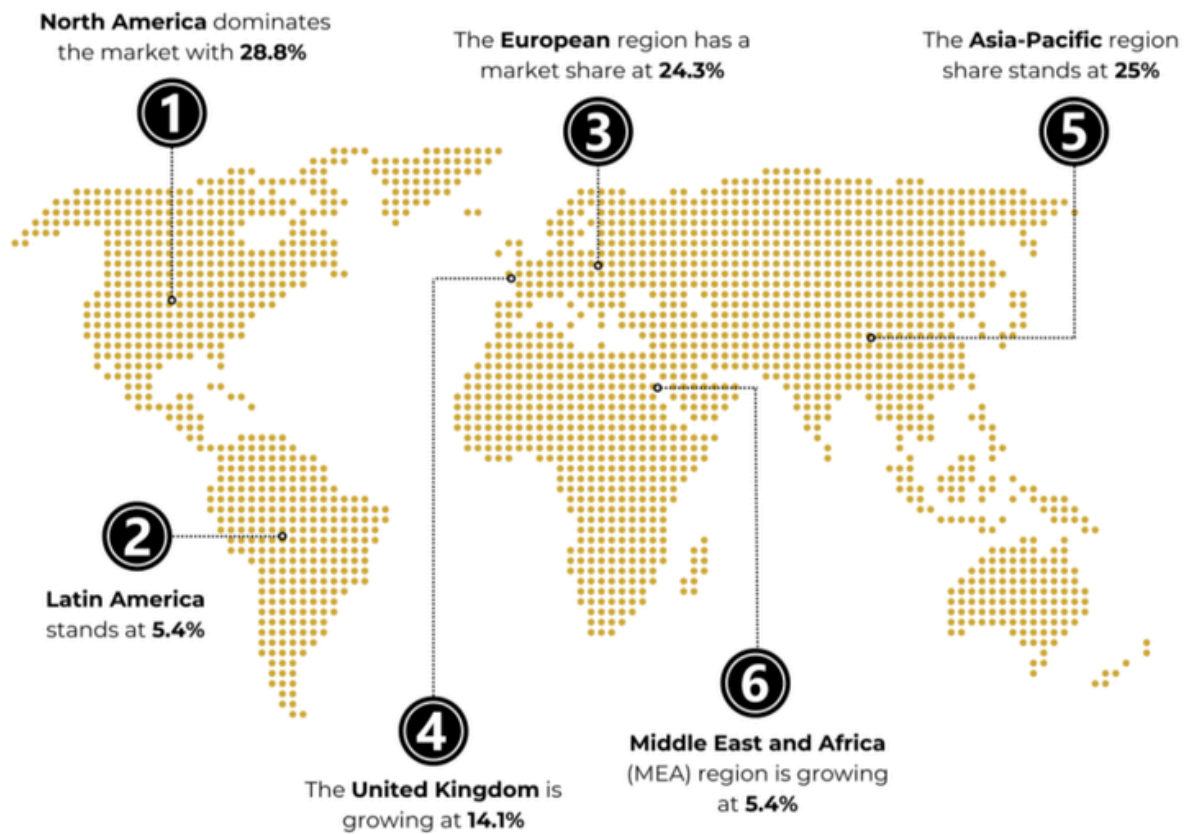 North America dominates
the market with 28.8%
1
The European region has a
market share at 24.3%
3
The Asia-Pacific region
share stands at 25%
5
2
Latin America
stands at 5.4%
4
The United Kingdom is
growing at 14.1%
6
Middle East and Africa
(MEA) region is growing
at 5.4%